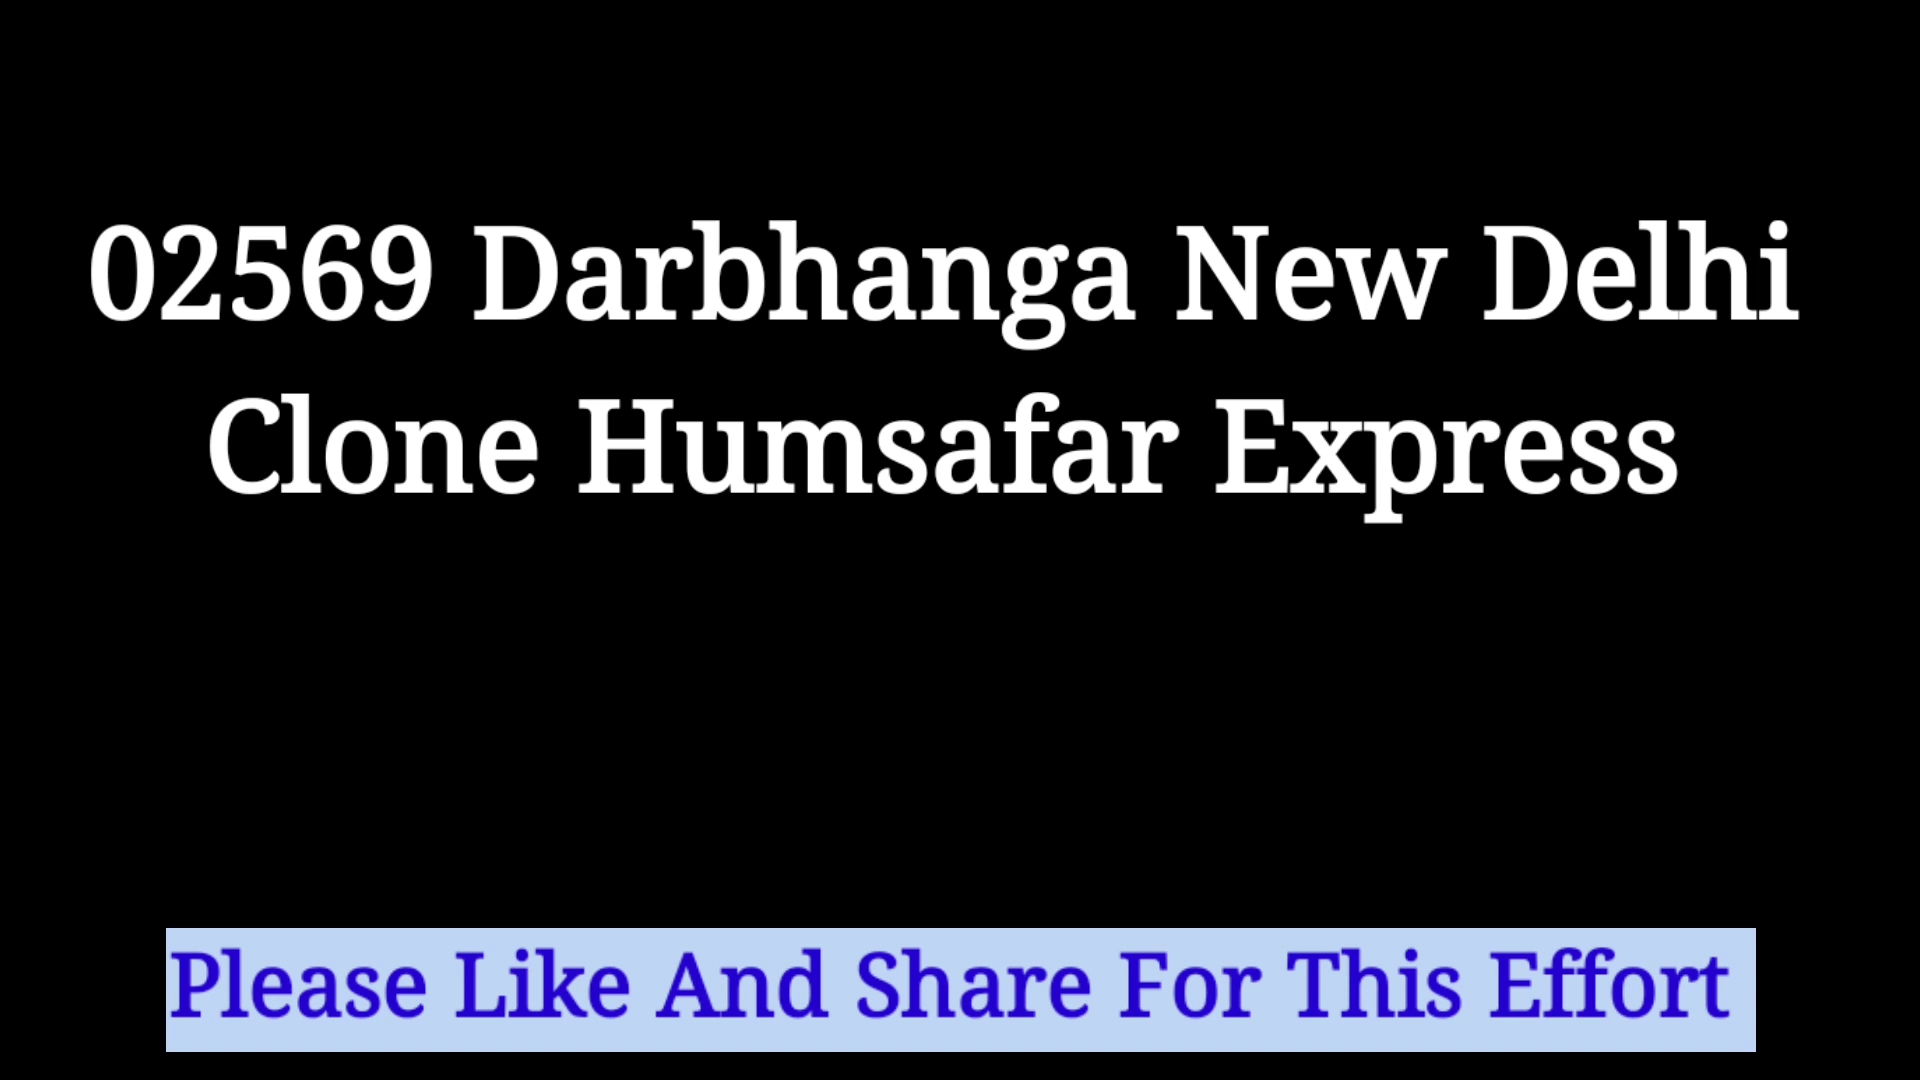 02569 Darbhanga New Delhi
Clone Humsafar Express
Please Like And Share For This Effort